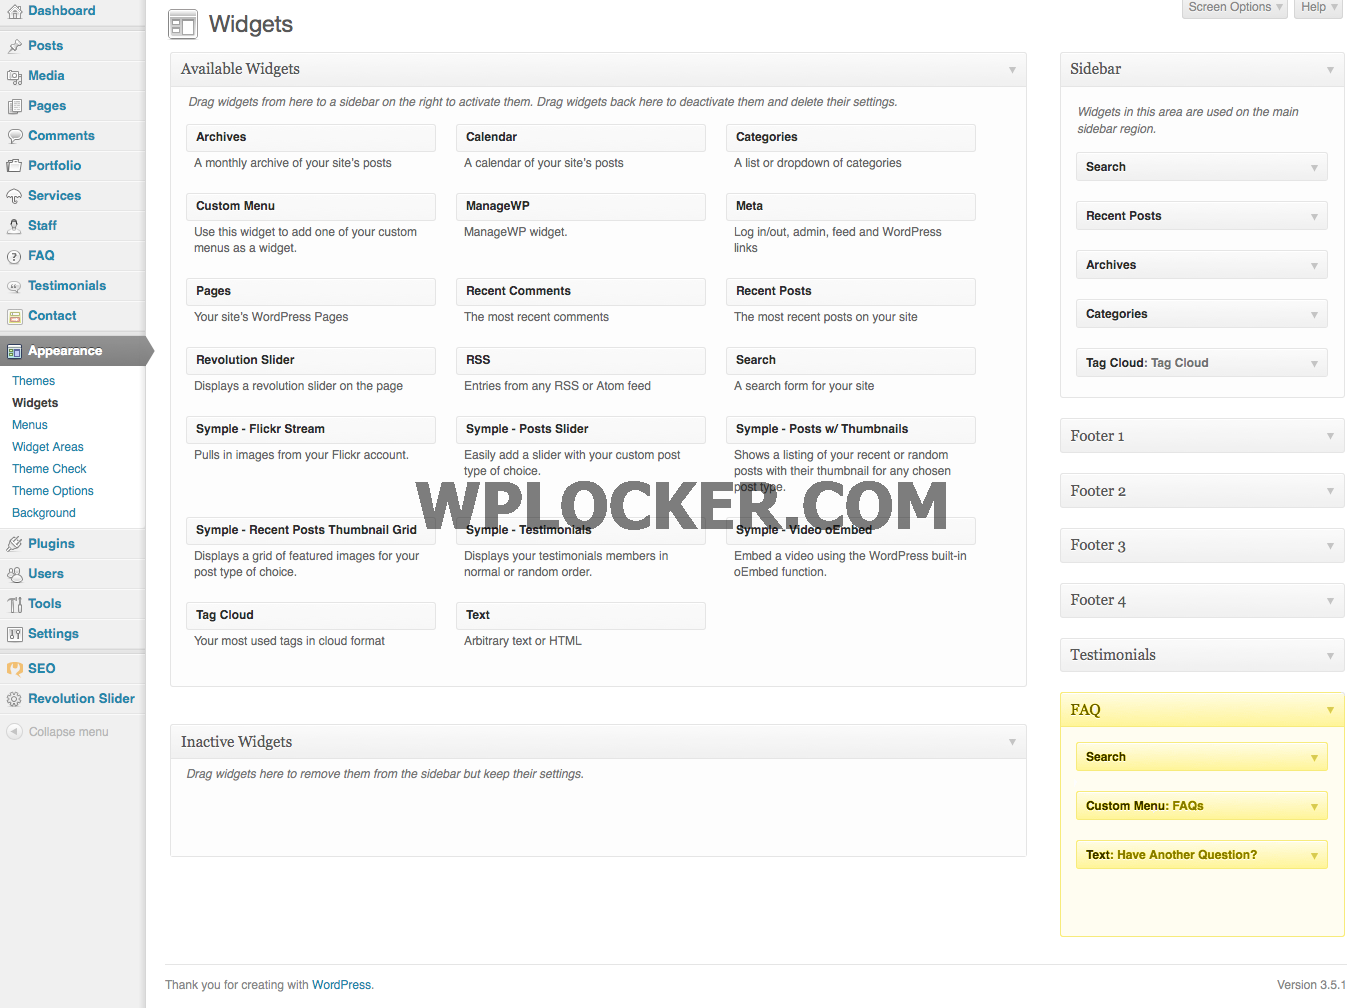 Dashboard
Posts
Media
Pages
Comments
Portfolio
Services
Staff
FAQ
Testimonials
Contact
Appearance
Themes
Widgets
Menus
Widget Areas
Theme Check
Theme Options
Background
Plugins
Users
Tools
Settings
SEO
Revolution Slider
Collapse menu
Screen Options
Help
Widgets
Available Widgets
Drag widgets from here to a sidebar on the right to activate them. Drag widgets back here to deactivate them and delete their settings.
Archives
A monthly archive of your site's posts
Calendar
A calendar of your site's posts
Categories
A list or dropdown of categories
Custom Menu
Use this widget to add one of your custom
menus as a widget.
ManageWP
ManageWP widget.
Meta
Log in/out, admin, feed and WordPress
links
Pages
Your site's WordPress Pages
Recent Comments
The most recent comments
Recent Posts
The most recent posts on your site
Revolution Slider
Displays a revolution slider on the page
RSS
Entries from any RSS or Atom feed
Search
A search form for your site
Symple - Flickr Stream
Pulls in images from your Flickr account.
Symple - Posts Slider
Easily add a slider with your custom post
type of choice.
Symple - Posts w/ Thumbnails
Shows a listing of your recent or random
posts with their thumbnail for any chosen
post type.
WPLOCKER.COM
Symple - Recent Posts Thumbnail Grid
Displays a grid of featured images for your
post type of choice.
Symple - Testimonials
Displays your testimonials members in
normal or random order.
Symple - Video oEmbed
Embed a video using the WordPress built-in
oEmbed function.
Tag Cloud
Your most used tags in cloud format
Text
Arbitrary text or HTML
Inactive Widgets
Drag widgets here to remove them from the sidebar but keep their settings.
Sidebar
Widgets in this area are used on the main
sidebar region.
Search
Recent Posts
Archives
Categories
Tag Cloud: Tag Cloud
Footer 1
Footer 2
Footer 3
Footer 4
Testimonials
FAQ
Search
Custom Menu: FAQs
Text: Have Another Question?
Thank you for creating with WordPress.
Version 3.5.1